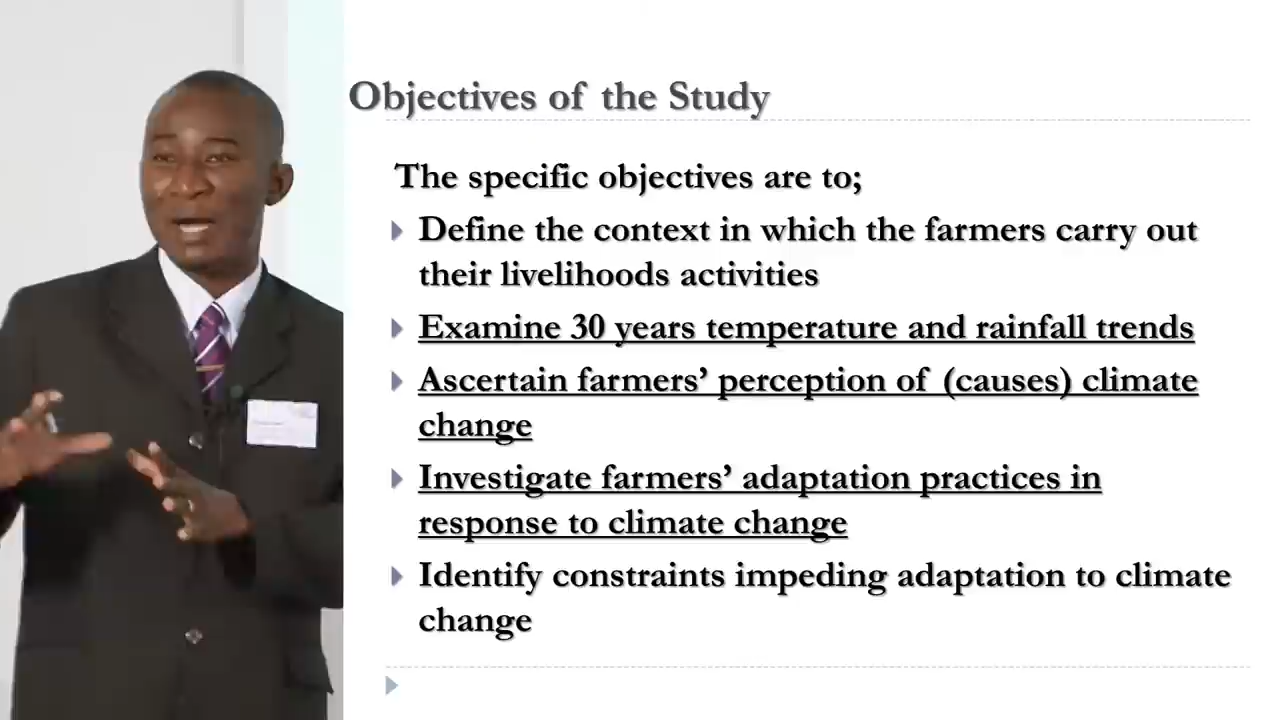 Objectives of the Study
The specific objectives are to;
Define the context in which the farmers carry out
their livelihoods activities
Examine 30 years temperature and rainfall trends
Ascertain farmers’ perception of (causes) climate
change
Investigate farmers’ adaptation practices in
response to climate change
Identify constraints impeding adaptation to climate
change